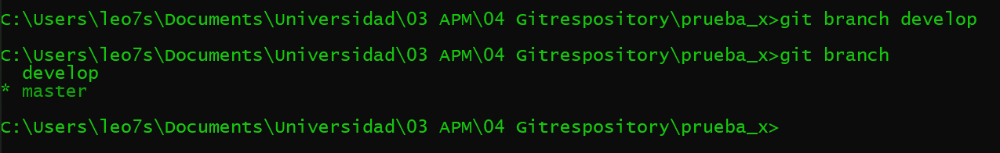 C:\Users\leo7s\Documents\Universidad\03 APM\04 Gitrespository\prueba_x>git branch develop
C:\Users\leo7s\Documents\Universidad\03 APM\04 Gitrespository\prueba_x>git branch
  develop
* master
C:\Users\leo7s\Documents\Universidad\03 APM\04 Gitrespository\prueba_x>